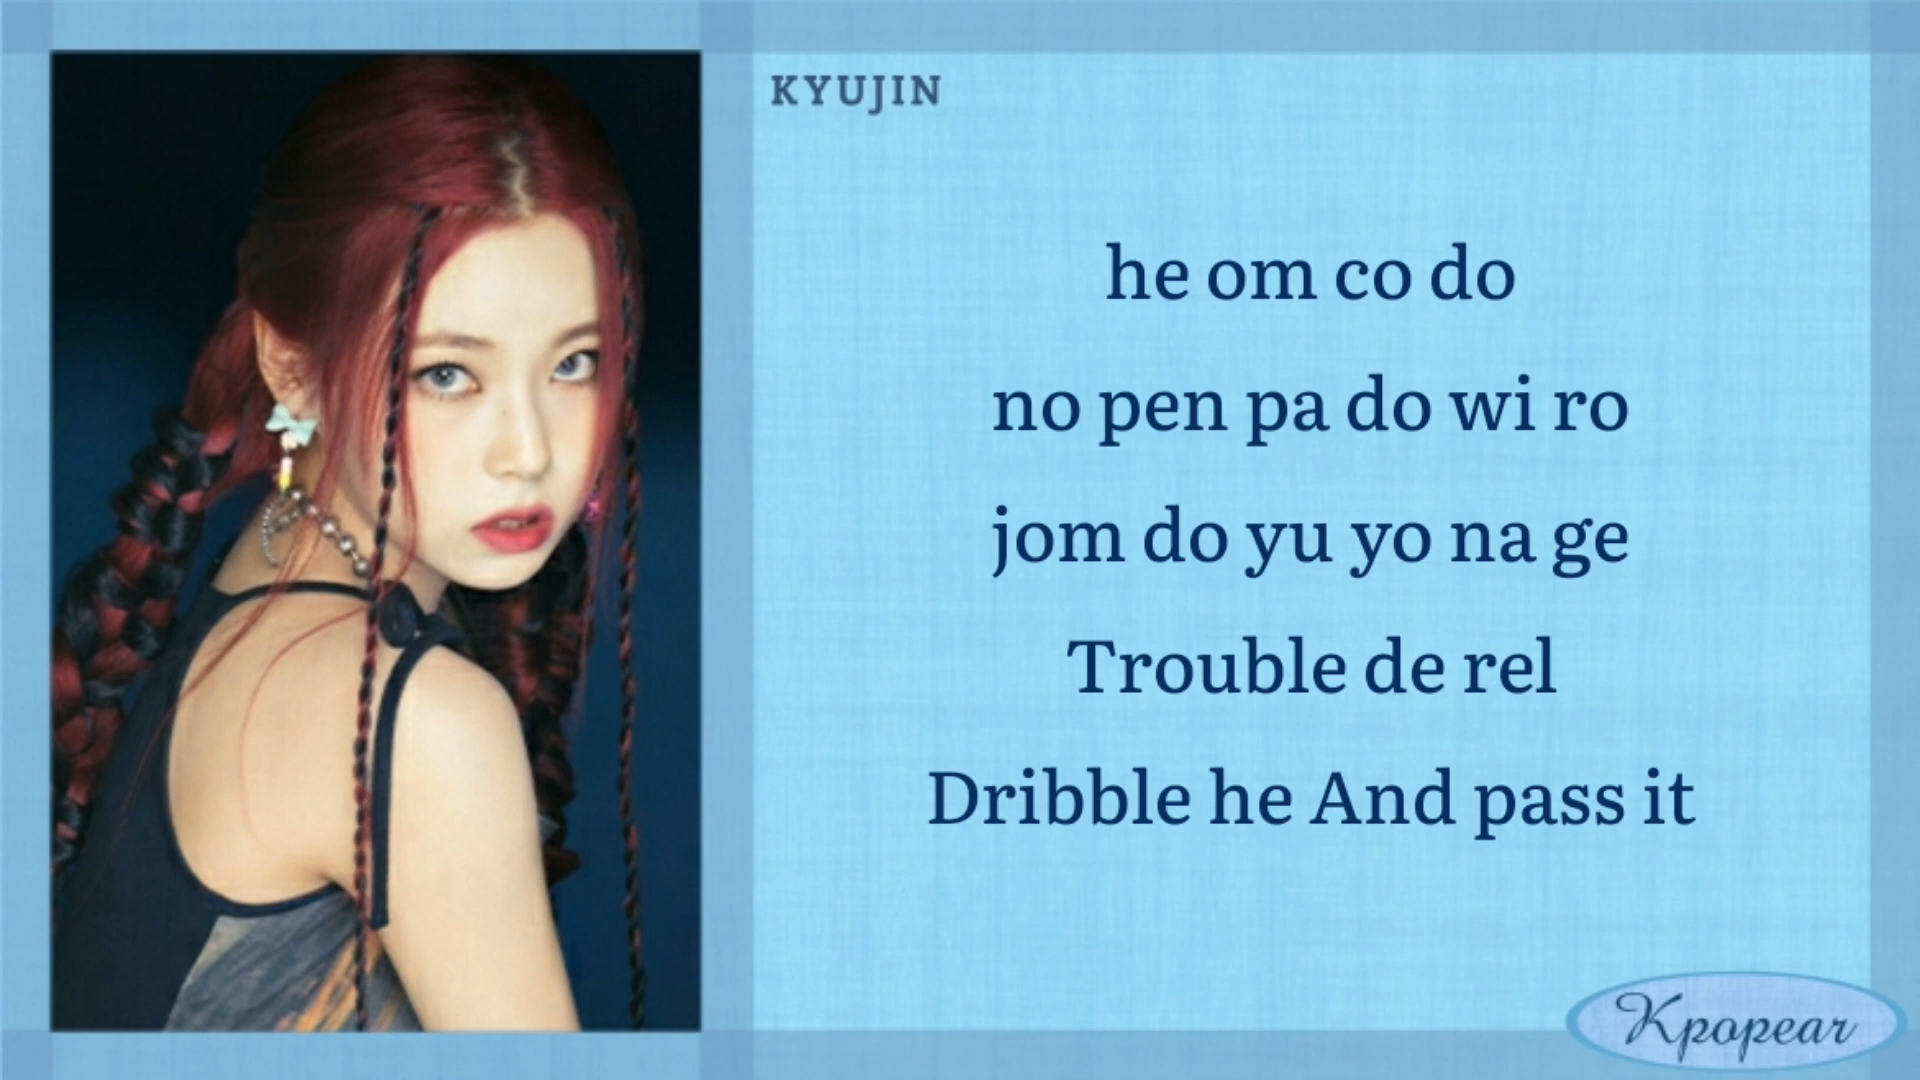 KYUJIN
he om co do
no pen pa do wi ro
jom do yu yo na ge
Trouble de rel
Dribble he And pass it
Kpopear